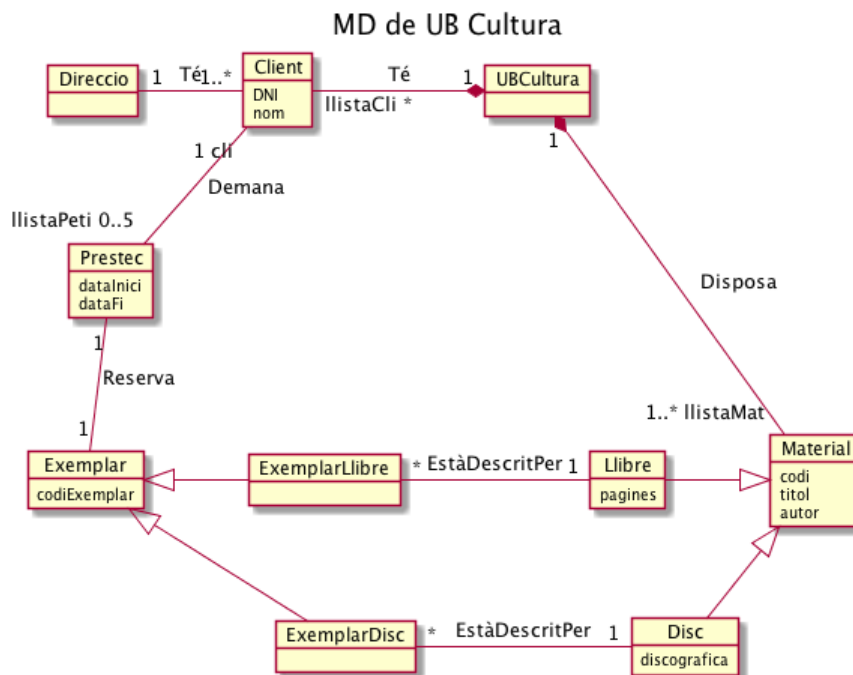 MD de UB Cultura
Direccio
1 Té 1..*
Client
DNI
nom
Té
1
llistaCli *
UBCultura
1
1 cli
Demana
llistaPeti 0..5
Prestec
dataInici
dataFi
Disposa
1
Reserva
1
1..* llistaMat
Exemplar
codiExemplar
ExemplarLlibre
* EstàDescritPer 1
Llibre
pagines
Material
codi
titol
autor
ExemplarDisc
* EstàDescritPer 1
Disc
discografica